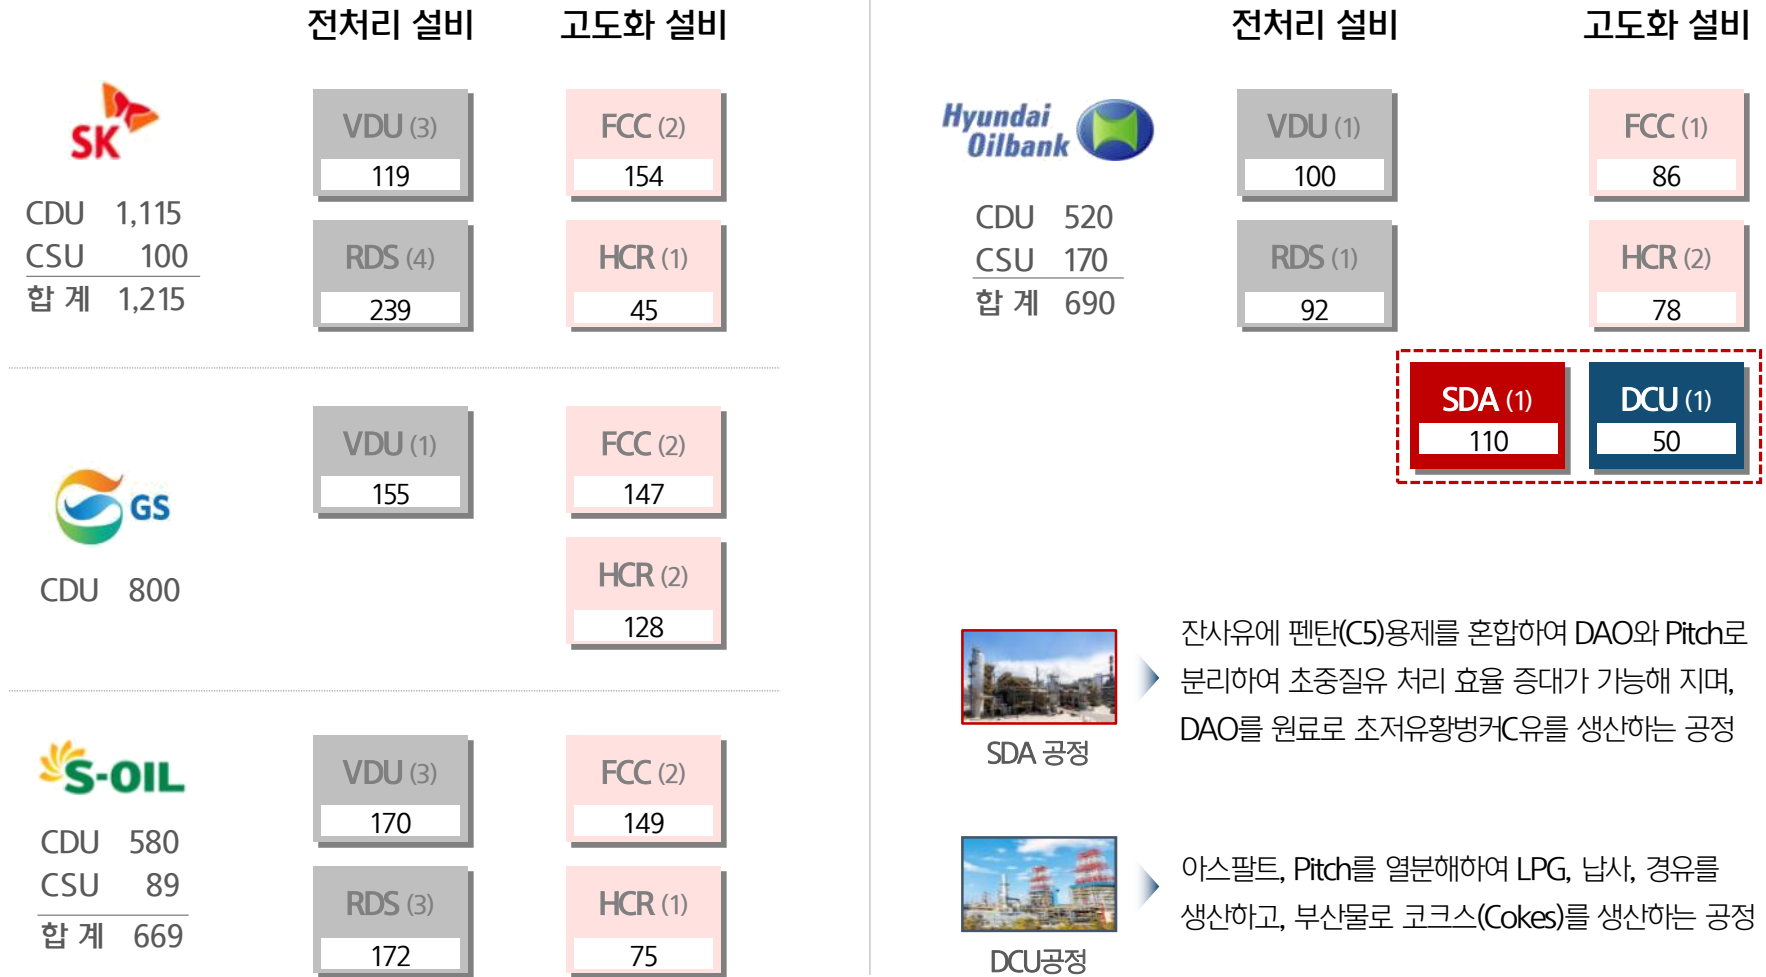 전처리 설비
고도화 설비
SK
CDU 1,115
CSU 100
합 계 1,215
VDU (3)
119
FCC (2)
154
RDS (4)
239
HCR (1)
45
GS
CDU 800
VDU (1)
155
FCC (2)
147
HCR (2)
128
S-OIL
CDU 580
CSU 89
합 계 669
VDU (3)
170
FCC (2)
149
RDS (3)
172
HCR (1)
75
전처리 설비
고도화 설비
Hyundai
Oilbank
CDU 520
CSU 170
합 계 690
VDU (1)
100
FCC (1)
86
RDS (1)
92
HCR (2)
78
SDA (1)
110
DCU (1)
50
SDA 공정
잔사유에 펜탄(C5)용제를 혼합하여 DAO와 Pitch로
분리하여 초중질유 처리 효율 증대가 가능해 지며,
DAO를 원료로 초저유황벙커C유를 생산하는 공정
DCU공정
아스팔트, Pitch를 열분해하여 LPG, 납사, 경유를
생산하고, 부산물로 코크스(Cokes)를 생산하는 공정